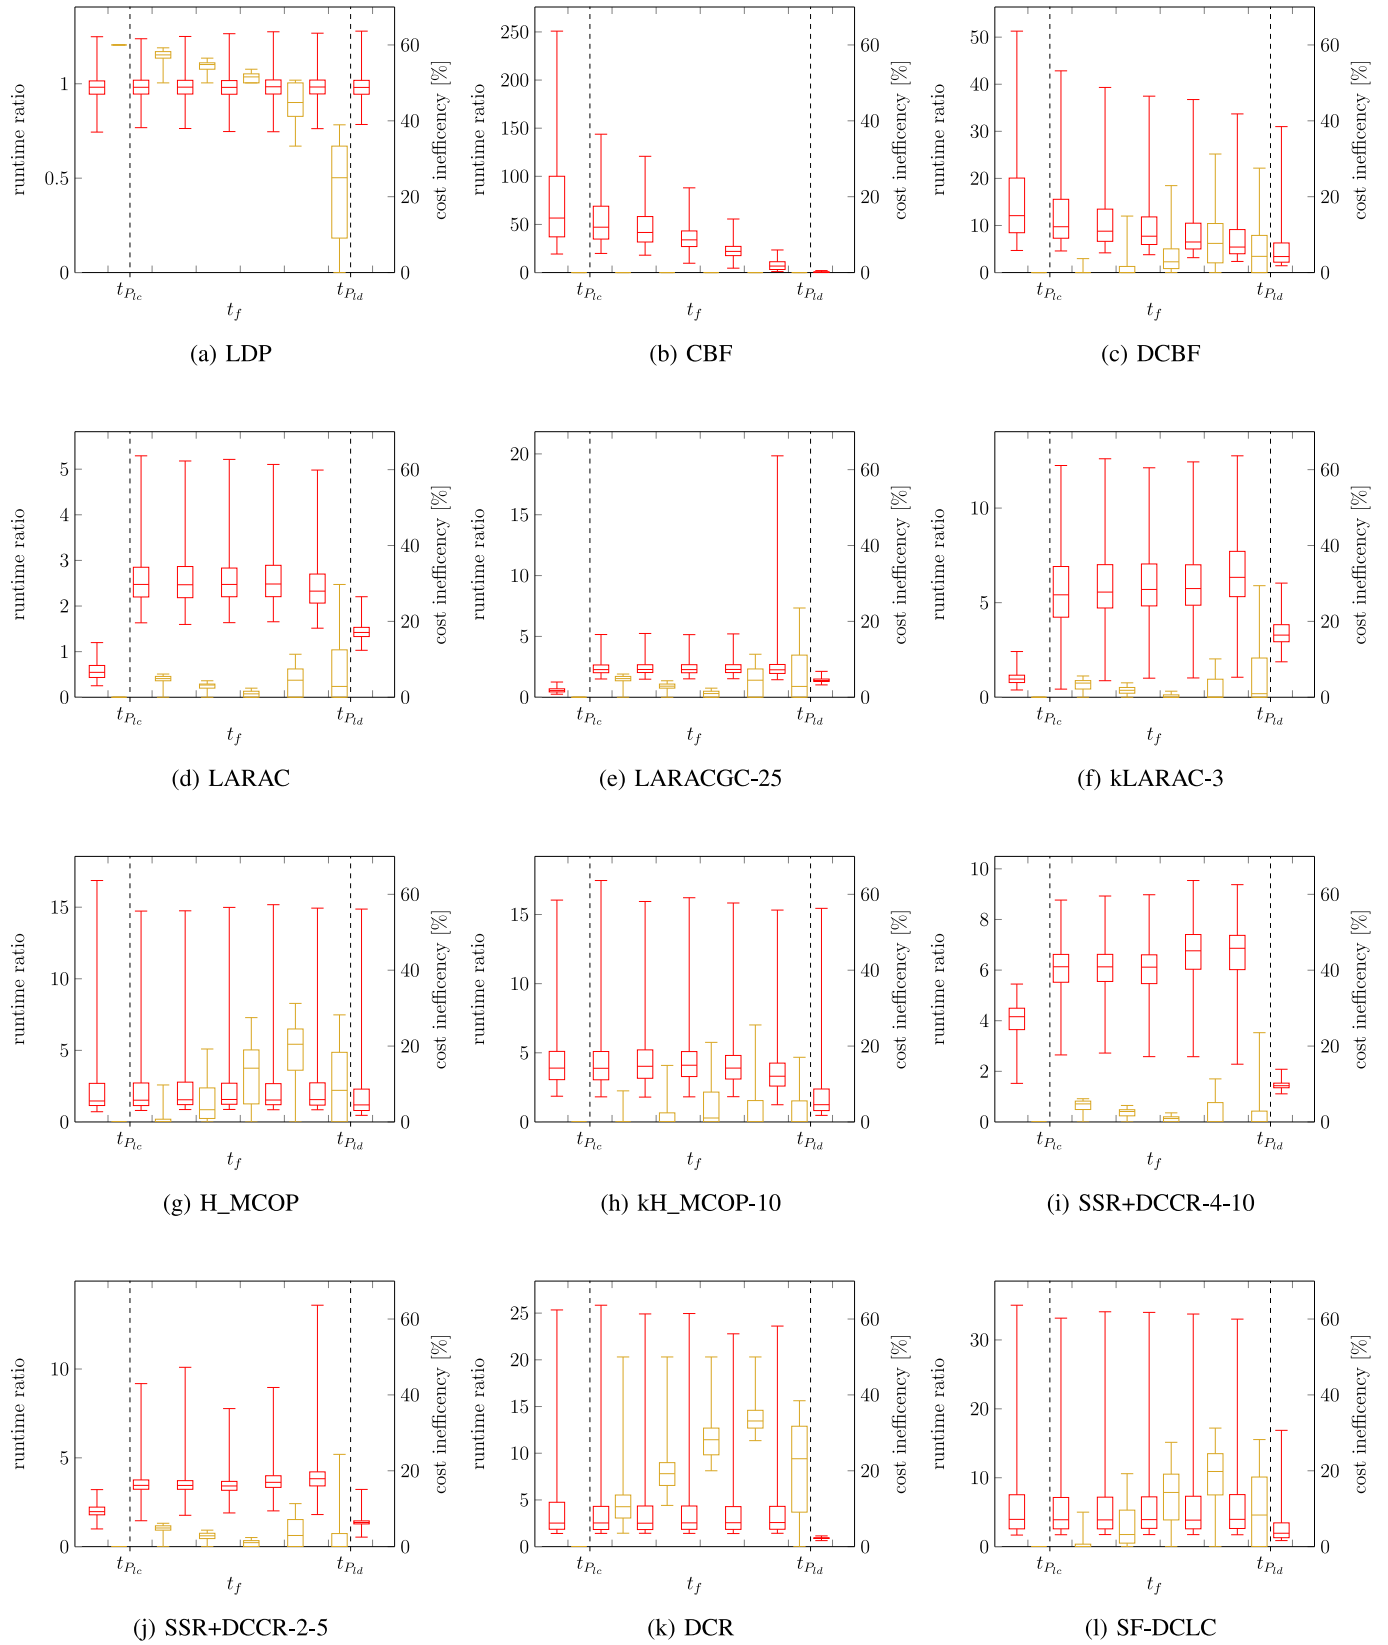 runtime ratio
1
0.5
0
60
40
20
0
cost inefficency [%]
t_{P_{lc}} t_{P_{ld}}
t_f
(a) LDP
runtime ratio
250
200
150
100
50
0
60
40
20
0
cost inefficency [%]
t_{P_{lc}} t_{P_{ld}}
t_f
(b) CBF
runtime ratio
50
40
30
20
10
0
60
40
20
0
cost inefficency [%]
t_{P_{lc}} t_{P_{ld}}
t_f
(c) DCBF
runtime ratio
5
4
3
2
1
0
60
40
20
0
cost inefficency [%]
t_{P_{lc}} t_{P_{ld}}
t_f
(d) LARAC
runtime ratio
20
15
10
5
0
60
40
20
0
cost inefficency [%]
t_{P_{lc}} t_{P_{ld}}
t_f
(e) LARACGC-25
runtime ratio
10
5
0
60
40
20
0
cost inefficency [%]
t_{P_{lc}} t_{P_{ld}}
t_f
(f) kLARAC-3
runtime ratio
15
10
5
0
60
40
20
0
cost inefficency [%]
t_{P_{lc}} t_{P_{ld}}
t_f
(g) H_MCOP
runtime ratio
15
10
5
0
60
40
20
0
cost inefficency [%]
t_{P_{lc}} t_{P_{ld}}
t_f
(h) kH_MCOP-10
runtime ratio
10
8
6
4
2
0
60
40
20
0
cost inefficency [%]
t_{P_{lc}} t_{P_{ld}}
t_f
(i) SSR+DCCR-4-10
runtime ratio
10
5
0
60
40
20
0
cost inefficency [%]
t_{P_{lc}} t_{P_{ld}}
t_f
(j) SSR+DCCR-2-5
runtime ratio
25
20
15
10
5
0
60
40
20
0
cost inefficency [%]
t_{P_{lc}} t_{P_{ld}}
t_f
(k) DCR
runtime ratio
30
20
10
0
60
40
20
0
cost inefficency [%]
t_{P_{lc}} t_{P_{ld}}
t_f
(l) SF-DCLC